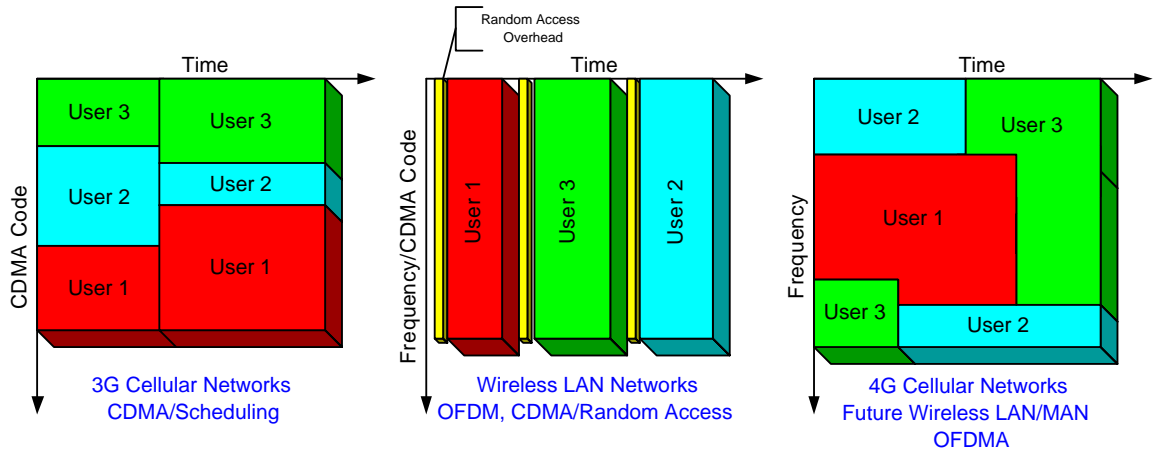 Random Access
Overhead
Time
CDMA Code
User 3
User 3
User 2
User 2
User 1
User 1
3G Cellular Networks
CDMA/Scheduling
Time
Frequency/CDMA Code
User 1
User 3
User 2
Wireless LAN Networks
OFDM, CDMA/Random Access
Time
Frequency
User 2
User 3
User 1
User 3
User 2
4G Cellular Networks
Future Wireless LAN/MAN
OFDMA